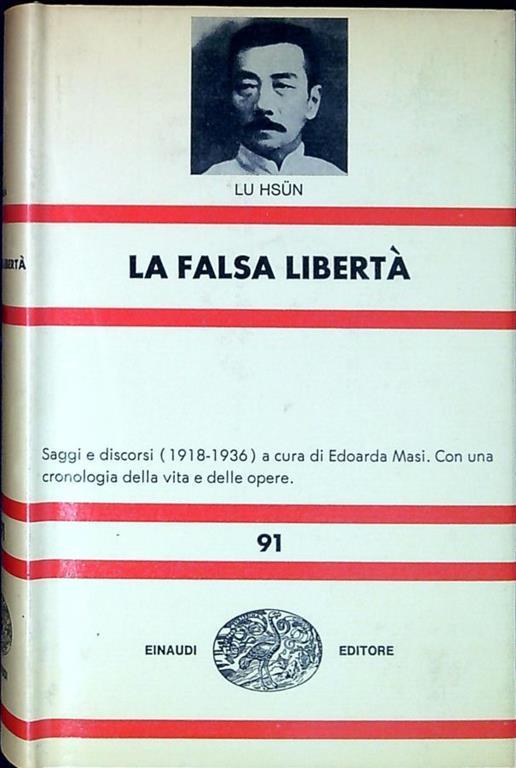 LU HSÜN
LA FALSA LIBERTÀ
Saggi e discorsi (1918-1936) a cura di Edoarda Masi. Con una
cronologia della vita e delle opere.
91
EINAUDI EDITORE